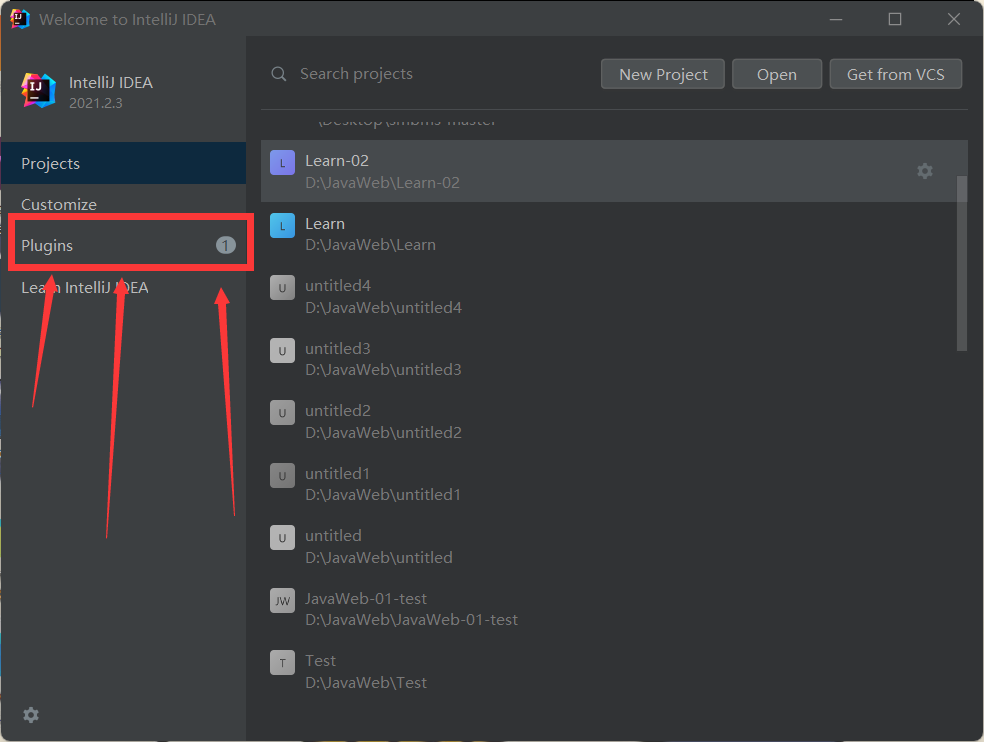 Welcome to IntelliJ IDEA
IJ
IntelliJ IDEA
2021.2.3
Projects
Customize
Plugins 1
Learn IntelliJ IDEA
Search projects
New Project Open Get from VCS
\Desktop\smbms-master
L Learn-02
D:\JavaWeb\Learn-02
L Learn
D:\JavaWeb\Learn
U untitled4
D:\JavaWeb\untitled4
U untitled3
D:\JavaWeb\untitled3
U untitled2
D:\JavaWeb\untitled2
U untitled1
D:\JavaWeb\untitled1
U untitled
D:\JavaWeb\untitled
JW JavaWeb-01-test
D:\JavaWeb\JavaWeb-01-test
T Test
D:\JavaWeb\Test